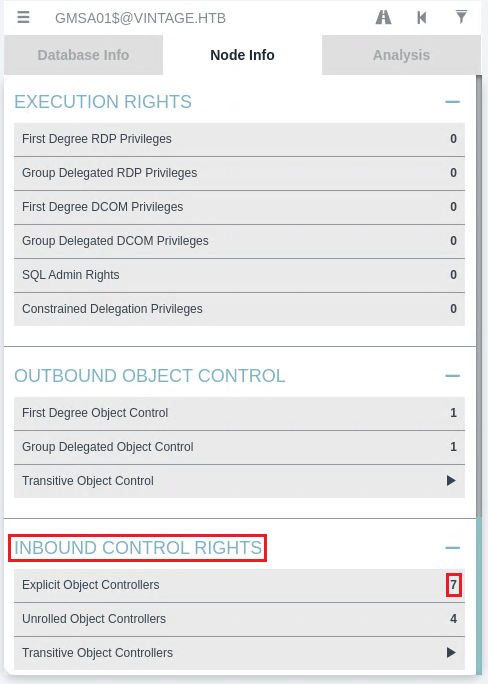 GMSA01$@VINTAGE.HTB
Database Info Node Info Analysis
EXECUTION RIGHTS
First Degree RDP Privileges 0
Group Delegated RDP Privileges 0
First Degree DCOM Privileges 0
Group Delegated DCOM Privileges 0
SQL Admin Rights 0
Constrained Delegation Privileges 0
OUTBOUND OBJECT CONTROL
First Degree Object Control 1
Group Delegated Object Control 1
Transitive Object Control
INBOUND CONTROL RIGHTS
Explicit Object Controllers 7
Unrolled Object Controllers 4
Transitive Object Controllers